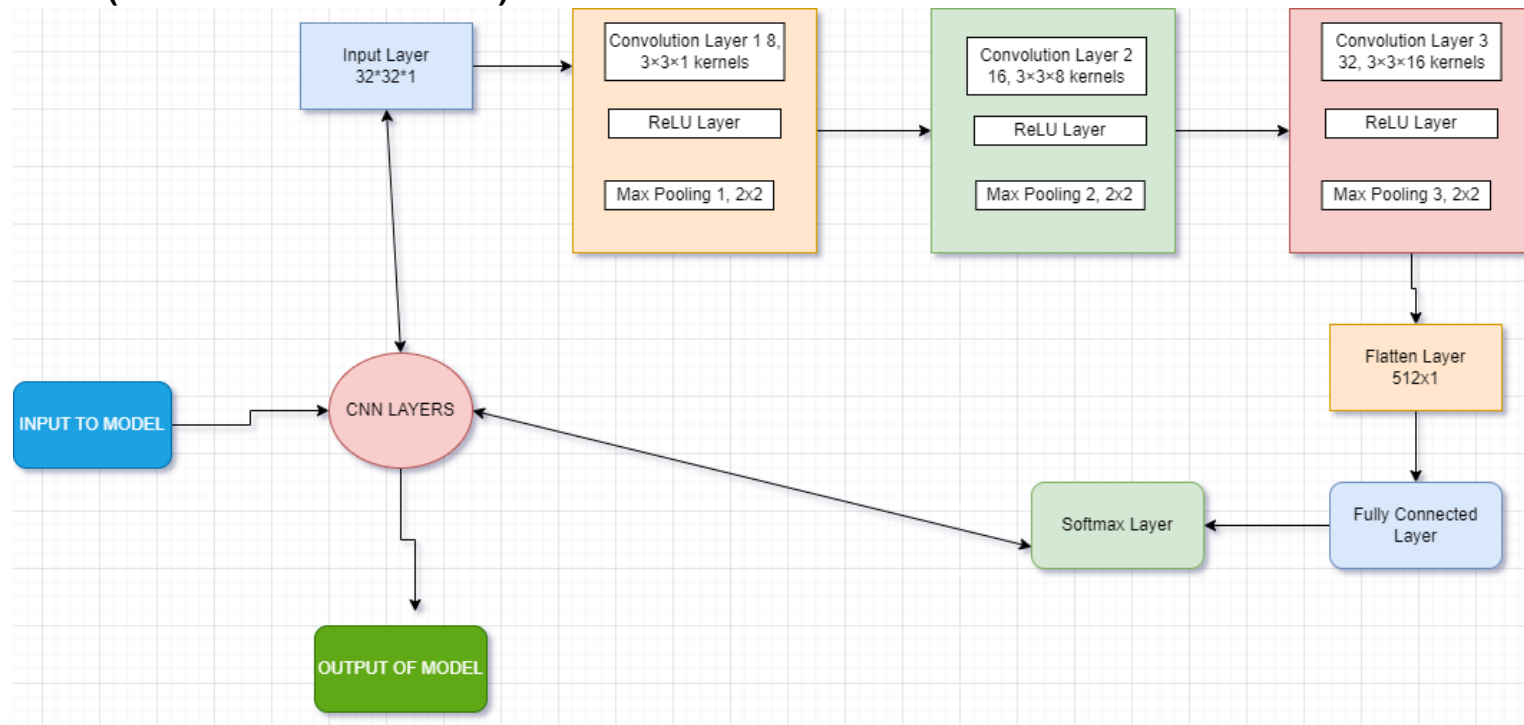 Input Layer
32*32*1
Convolution Layer 1 8,
3×3×1 kernels
ReLU Layer
Max Pooling 1, 2x2
Convolution Layer 2
16, 3×3×8 kernels
ReLU Layer
Max Pooling 2, 2x2
Convolution Layer 3
32, 3×3×16 kernels
ReLU Layer
Max Pooling 3, 2x2
Flatten Layer
512x1
Fully Connected
Layer
Softmax Layer
CNN LAYERS
INPUT TO MODEL
OUTPUT OF MODEL